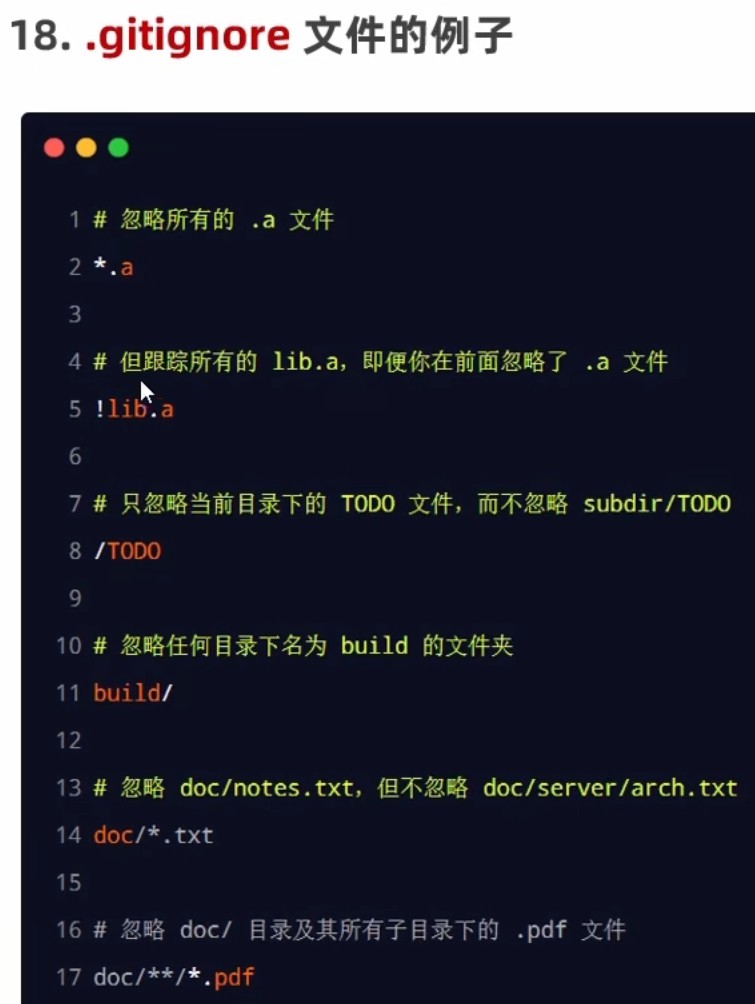 18. .gitignore 文件的例子
1 # 忽略所有的 .a 文件
2 *.a
3
4 # 但跟踪所有的 lib.a，即便你在前面忽略了 .a 文件
5 !lib.a
6
7 # 只忽略当前目录下的 TODO 文件，而不忽略 subdir/TODO
8 /TODO
9
10 # 忽略任何目录下名为 build 的文件夹
11 build/
12
13 # 忽略 doc/notes.txt，但不忽略 doc/server/arch.txt
14 doc/*.txt
15
16 # 忽略 doc/ 目录及其所有子目录下的 .pdf 文件
17 doc/**/*.pdf